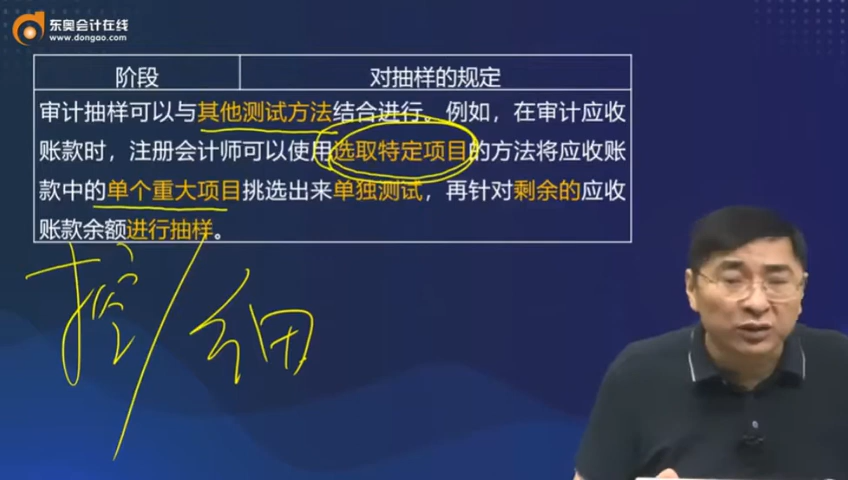 东奥会计在线
www.dongao.com
阶段 对抽样的规定
审计抽样可以与其他测试方法结合进行。例如，在审计应收
账款时，注册会计师可以使用选取特定项目的方法将应收账
款中的单个重大项目挑选出来单独测试，再针对剩余的应收
账款余额进行抽样。
控/细